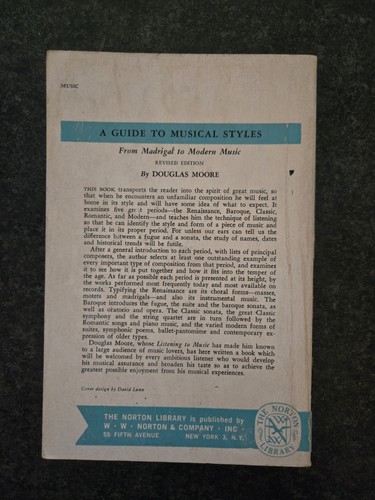 MUSIC
A GUIDE TO MUSICAL STYLES
From Madrigal to Modern Music
REVISED EDITION
By DOUGLAS MOORE
THIS BOOK transports the reader into the spirit of great music, so
that when he encounters an unfamiliar composition he will feel at
home in its style and will have some idea of what to expect. It
examines five great periods—the Renaissance, Baroque, Classic,
Romantic, and Modern—and teaches him the technique of listening
so that he can identify the style and form of a piece of music and
place it in its proper period. For unless our ears can tell us the
difference between a fugue and a sonata, the study of names, dates
and historical trends will be futile.
After a general introduction to each period, with lists of principal
composers, the author selects at least one outstanding example of
every important type of composition from that period, and examines
it to see how it is put together and how it fits into the temper of
the age. As far as possible each period is presented at its height, by
the works performed most frequently today and most available on
records. Typifying the Renaissance are its choral forms—masses,
motets and madrigals—and also its instrumental music. The
Baroque introduces the fugue, the suite and the baroque sonata, as
well as oratorio and opera. The Classic sonata, the great Classic
symphony and the string quartet are in turn followed by the
Romantic songs and piano music, and the varied modern forms of
suites, symphonic poems, ballet-pantomime and contemporary ex-
pression of older types.
Douglas Moore, whose Listening to Music has made him known
to a large audience of music lovers, has here written a book which
will be welcomed by every ambitious listener who would develop
his musical assurance and broaden his taste so as to achieve the
greatest possible enjoyment from his musical experiences.
Cover design by David Lunn
THE NORTON LIBRARY is published by
W · W · NORTON & COMPANY · INC ·
55 FIFTH AVENUE NEW YORK 3, N. Y.
THE NORTON
LIBRARY